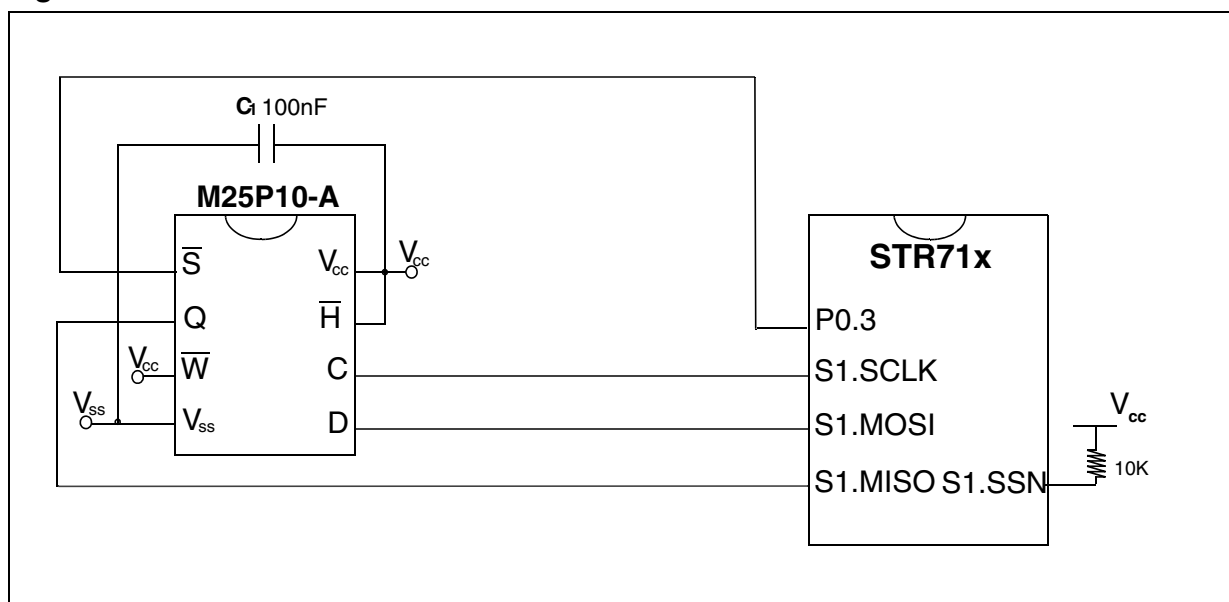 C1 100nF
M25P10-A
S
Q
W
Vss
Vcc
H
C
D
Vcc
Vcc
Vss
STR71x
P0.3
S1.SCLK
S1.MOSI
S1.MISO
S1.SSN
Vcc
10K